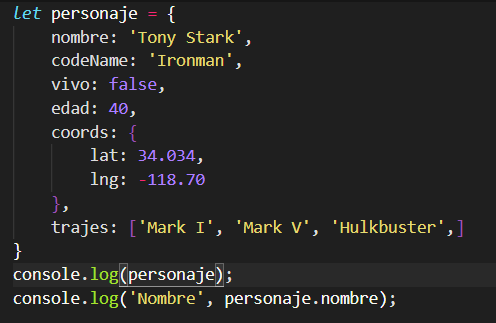 let personaje = {
    nombre: 'Tony Stark',
    codeName: 'Ironman',
    vivo: false,
    edad: 40,
    coords: {
        lat: 34.034,
        lng: -118.70
    },
    trajes: ['Mark I', 'Mark V', 'Hulkbuster',]
}
console.log(personaje);
console.log('Nombre', personaje.nombre);